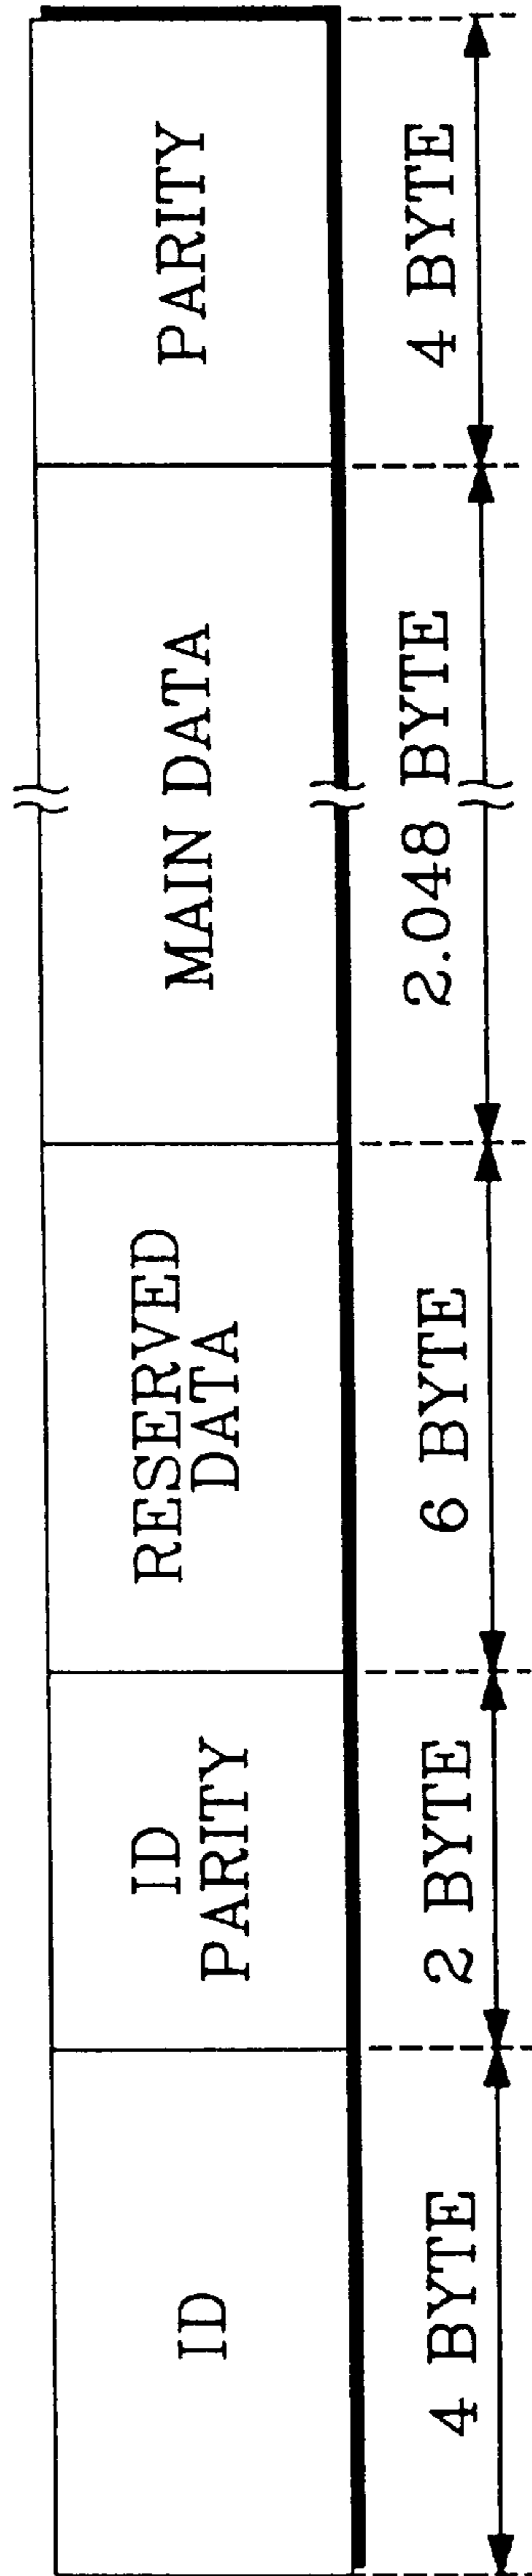 ID
ID
PARITY
RESERVED
DATA
MAIN DATA
PARITY
4 BYTE
2 BYTE
6 BYTE
2.048 BYTE
4 BYTE